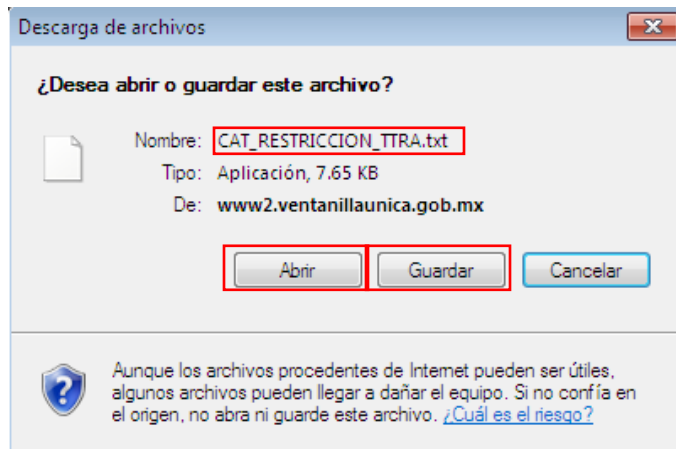 Descarga de archivos
¿Desea abrir o guardar este archivo?
Nombre: CAT_RESTRICCION_TTRA.txt
Tipo: Aplicación, 7.65 KB
De: www2.ventanillaunica.gob.mx
Abrir Guardar Cancelar
Aunque los archivos procedentes de Internet pueden ser útiles,
algunos archivos pueden llegar a dañar el equipo. Si no confía en
el origen, no abra ni guarde este archivo. ¿Cuál es el riesgo?